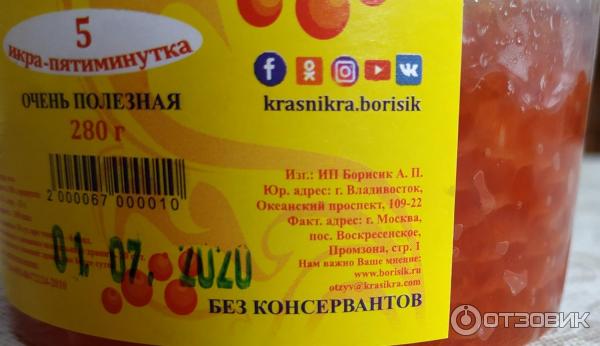 5
икра-пятиминутка
ОЧЕНЬ ПОЛЕЗНАЯ
280 г
krasnikra.borisik
2 000067 000010
Изг.: ИП Борисик А. П.
Юр. адрес: г. Владивосток,
Океанский проспект, 109-22
Факт. адрес: г. Москва,
пос. Воскресенское,
Промзона, стр. 1
Нам важно Ваше мнение:
www.borisik.ru
otzyv@krasikra.com
01. 07. 2020
БЕЗ КОНСЕРВАНТОВ
ОТЗОВИК